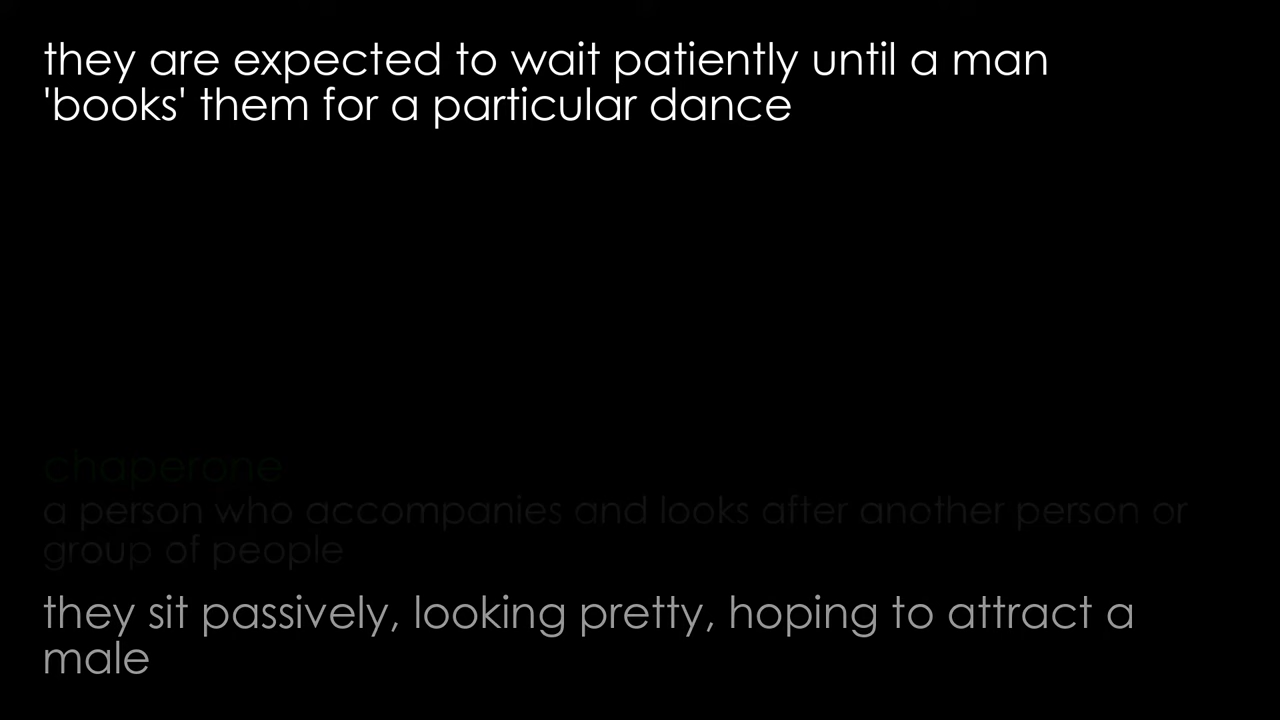 they are expected to wait patiently until a man
'books' them for a particular dance
chaperone
a person who accompanies and looks after another person or
group of people
they sit passively, looking pretty, hoping to attract a
male